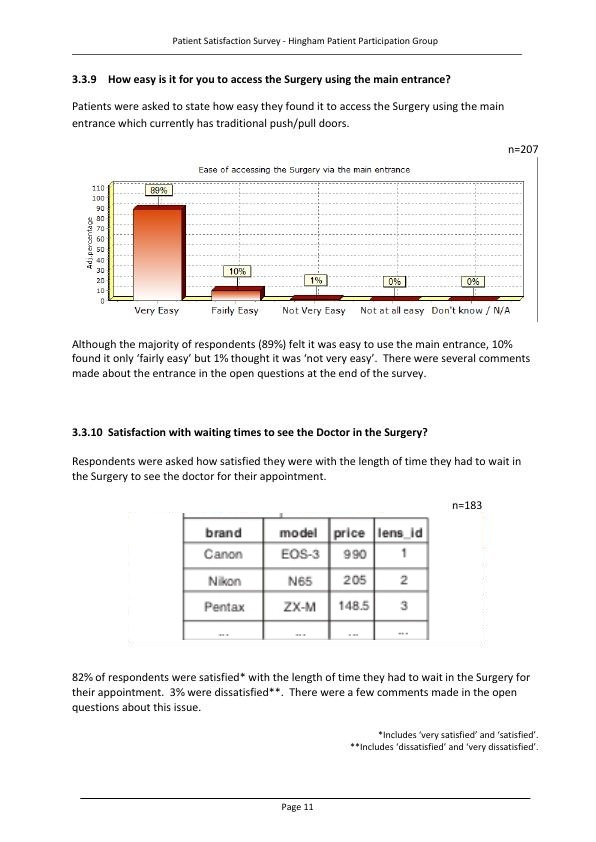 Patient Satisfaction Survey - Hingham Patient Participation Group
3.3.9 How easy is it for you to access the Surgery using the main entrance?
Patients were asked to state how easy they found it to access the Surgery using the main
entrance which currently has traditional push/pull doors.
n=207
Ease of accessing the Surgery via the main entrance
Adj.percentage
110
100
90
80
70
60
50
40
30
20
10
0
89%
10%
1%
0%
0%
Very Easy
Fairly Easy
Not Very Easy
Not at all easy
Don't know / N/A
Although the majority of respondents (89%) felt it was easy to use the main entrance, 10%
found it only ‘fairly easy’ but 1% thought it was ‘not very easy’. There were several comments
made about the entrance in the open questions at the end of the survey.
3.3.10 Satisfaction with waiting times to see the Doctor in the Surgery?
Respondents were asked how satisfied they were with the length of time they had to wait in
the Surgery to see the doctor for their appointment.
n=183
brand model price lens_id
Canon EOS-3 990 1
Nikon N65 205 2
Pentax ZX-M 148.5 3
... ... ... ...
82% of respondents were satisfied* with the length of time they had to wait in the Surgery for
their appointment. 3% were dissatisfied**. There were a few comments made in the open
questions about this issue.
*Includes ‘very satisfied’ and ‘satisfied’.
**Includes ‘dissatisfied’ and ‘very dissatisfied’.
Page 11